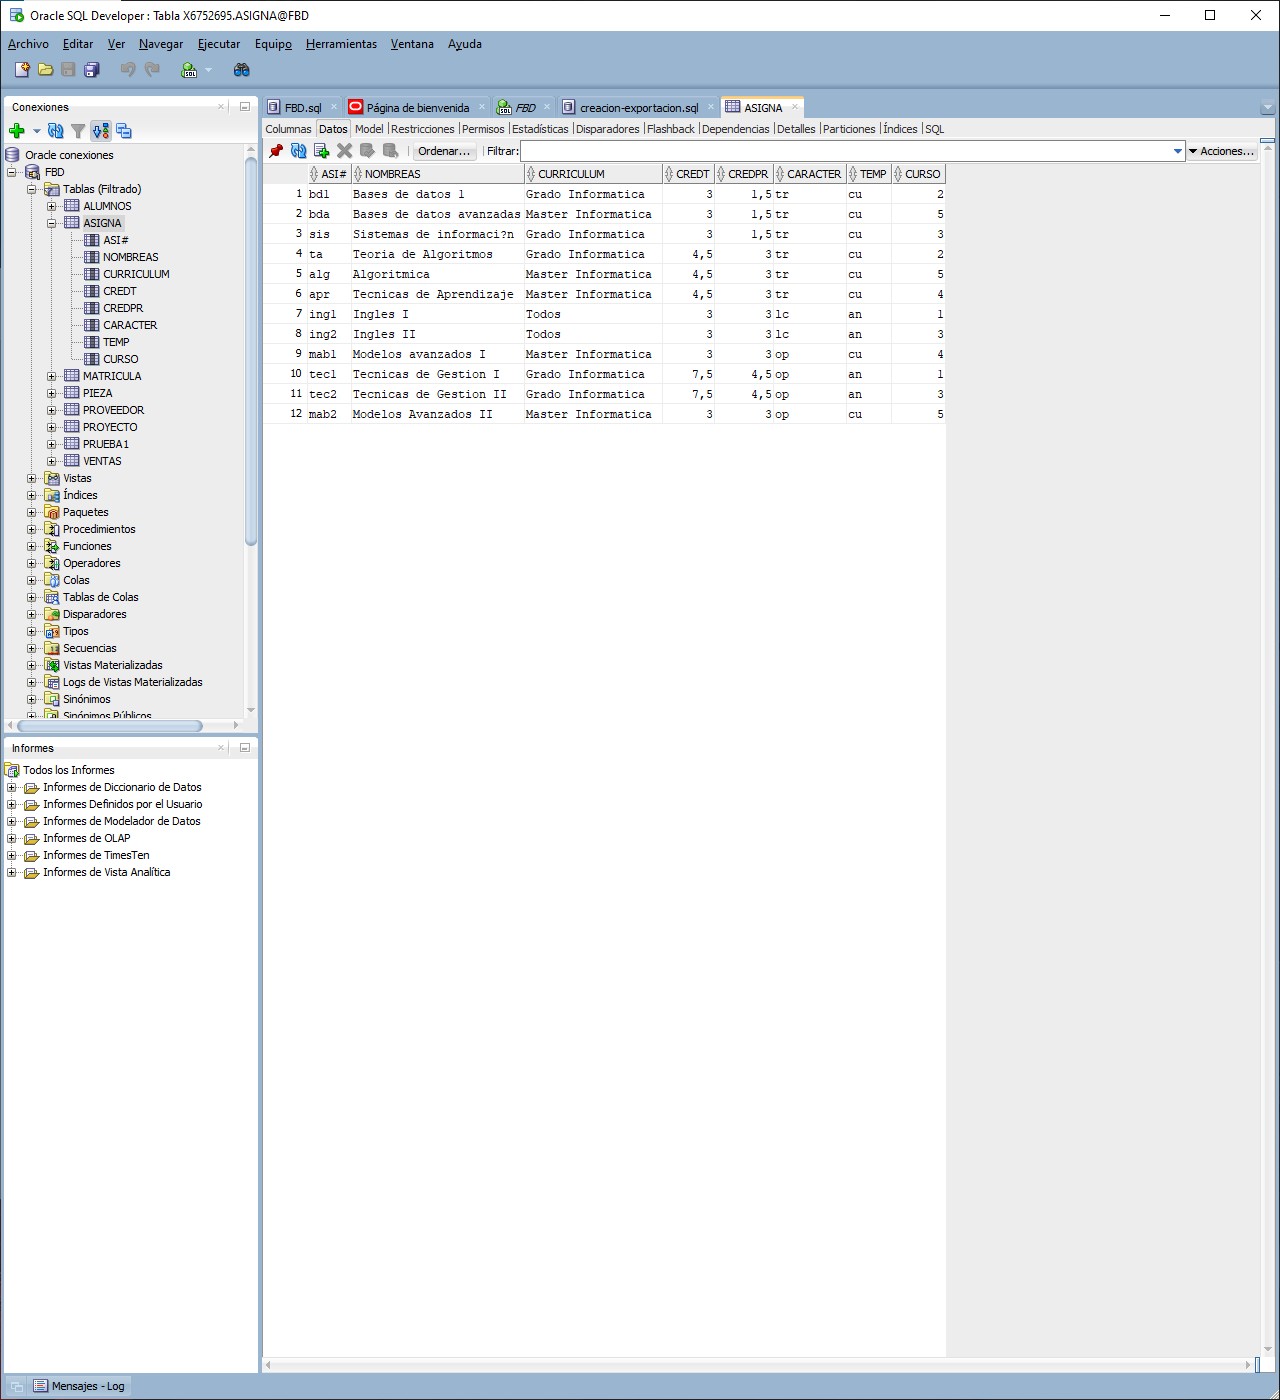 Oracle SQL Developer : Tabla X6752695.ASIGNA@FBD
Archivo Editar Ver Navegar Ejecutar Equipo Herramientas Ventana Ayuda
Conexiones
Oracle conexiones
FBD
Tablas (Filtrado)
ALUMNOS
ASIGNA
ASI#
NOMBREAS
CURRICULUM
CREDT
CREDPR
CARACTER
TEMP
CURSO
MATRICULA
PIEZA
PROVEEDOR
PROYECTO
PRUEBA1
VENTAS
Vistas
Índices
Paquetes
Procedimientos
Funciones
Operadores
Colas
Tablas de Colas
Disparadores
Tipos
Secuencias
Vistas Materializadas
Logs de Vistas Materializadas
Sinónimos
Sinónimos Públicos
Informes
Todos los Informes
Informes de Diccionario de Datos
Informes Definidos por el Usuario
Informes de Modelador de Datos
Informes de OLAP
Informes de TimesTen
Informes de Vista Analítica
FBD.sql Página de bienvenida FBD creacion-exportacion.sql ASIGNA
Columnas Datos Model Restricciones Permisos Estadísticas Disparadores Flashback Dependencias Detalles Particiones Índices SQL
Ordenar... Filtrar: Acciones...
ASI# NOMBREAS CURRICULUM CREDT CREDPR CARACTER TEMP CURSO
1 bd1 Bases de datos 1 Grado Informatica 3 1,5 tr cu 2
2 bda Bases de datos avanzadas Master Informatica 3 1,5 tr cu 5
3 sis Sistemas de informaci?n Grado Informatica 3 1,5 tr cu 3
4 ta Teoria de Algoritmos Grado Informatica 4,5 3 tr cu 2
5 alg Algoritmica Master Informatica 4,5 3 tr cu 5
6 apr Tecnicas de Aprendizaje Master Informatica 4,5 3 tr cu 4
7 ing1 Ingles I Todos 3 3 lc an 1
8 ing2 Ingles II Todos 3 3 lc an 3
9 mab1 Modelos avanzados I Master Informatica 3 3 op cu 4
10 tec1 Tecnicas de Gestion I Grado Informatica 7,5 4,5 op an 1
11 tec2 Tecnicas de Gestion II Grado Informatica 7,5 4,5 op an 3
12 mab2 Modelos Avanzados II Master Informatica 3 3 op cu 5
Mensajes - Log